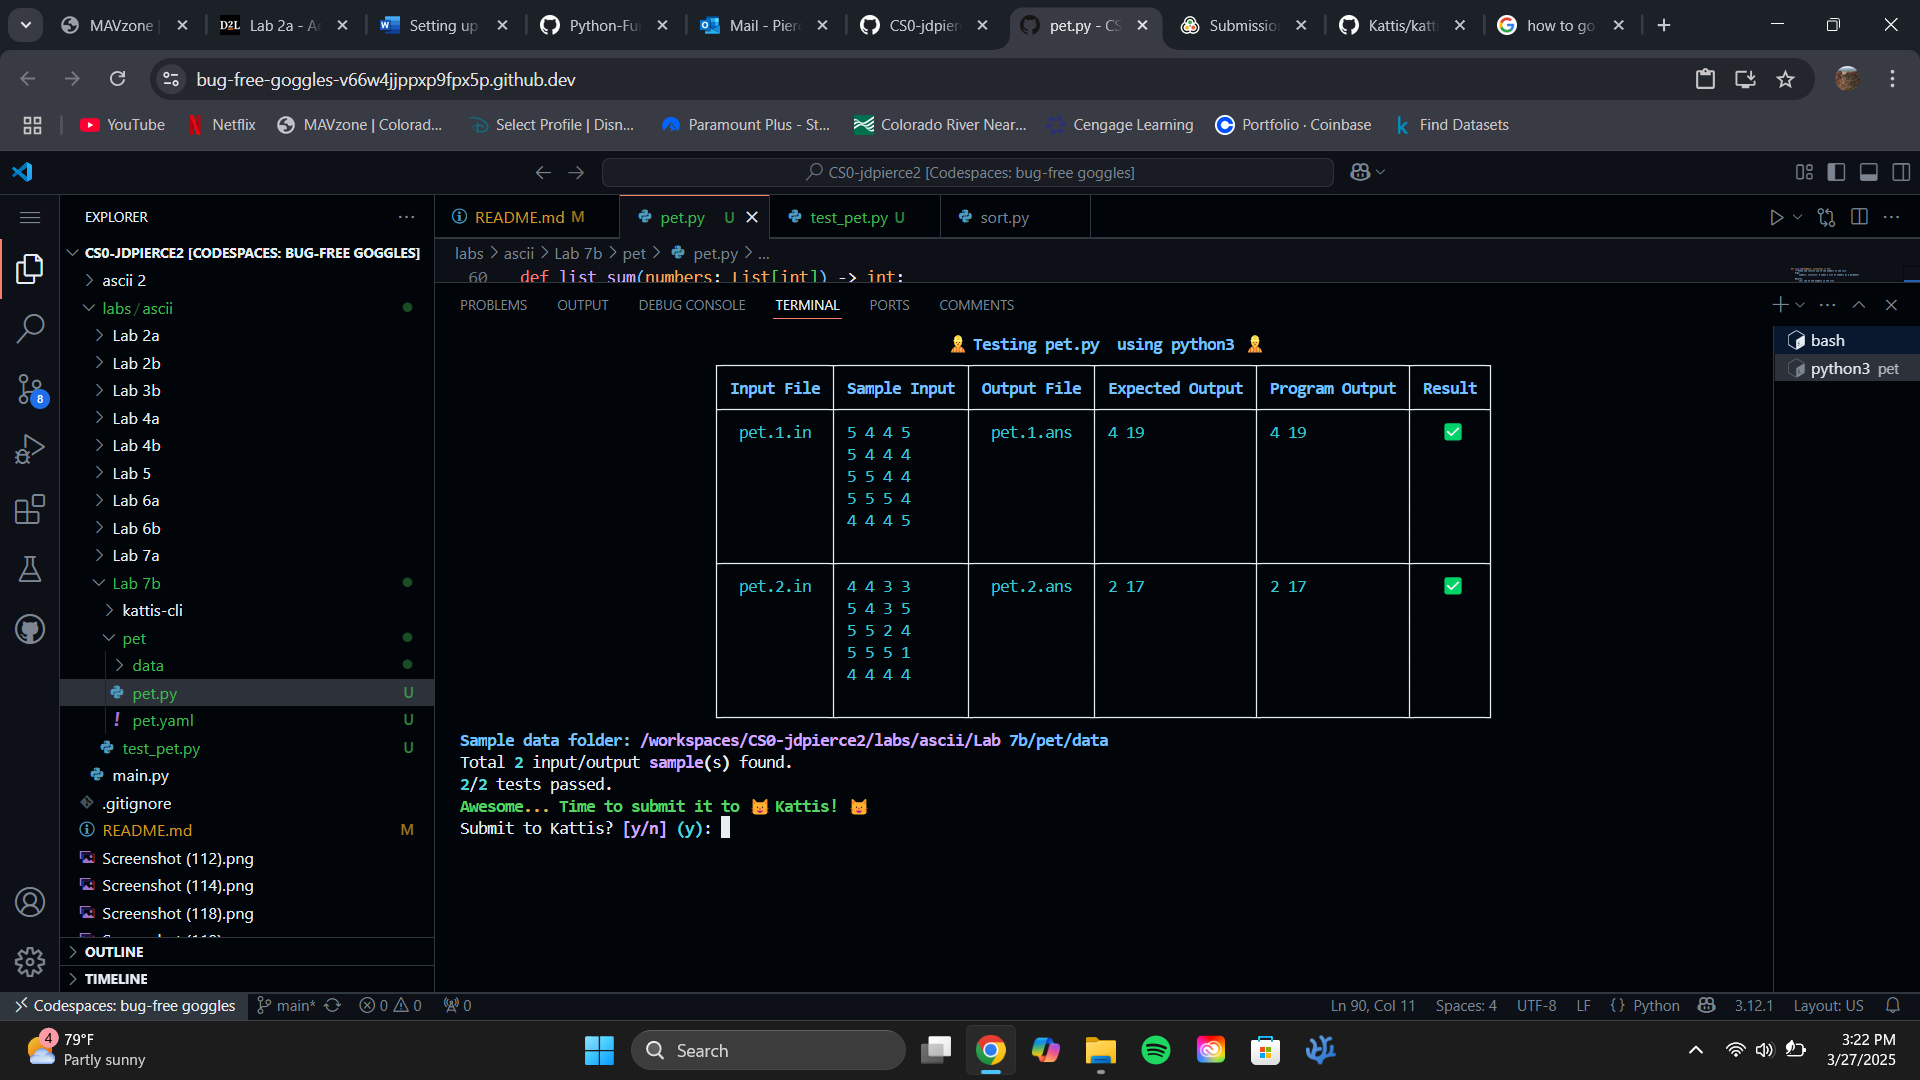 MAVzone |
Lab 2a - Ac
Setting up
Python-Fu
Mail - Pier
CS0-jdpier
pet.py - CS
Submissio
Kattis/katt
how to go
bug-free-goggles-v66w4jjppxp9fpx5p.github.dev
YouTube
Netflix
MAVzone | Colorad...
Select Profile | Disn...
Paramount Plus - St...
Colorado River Near...
Cengage Learning
Portfolio · Coinbase
Find Datasets
CS0-jdpierce2 [Codespaces: bug-free goggles]
EXPLORER
README.md M
pet.py U
test_pet.py U
sort.py
CS0-JDPIERCE2 [CODESPACES: BUG-FREE GOGGLES]
labs > ascii > Lab 7b > pet > pet.py > ...
60 def list_sum(numbers: List[int]) -> int:
ascii 2
labs / ascii
Lab 2a
Lab 2b
Lab 3b
Lab 4a
Lab 4b
Lab 5
Lab 6a
Lab 6b
Lab 7a
Lab 7b
kattis-cli
pet
data
pet.py U
pet.yaml U
test_pet.py U
main.py
.gitignore
README.md M
Screenshot (112).png
Screenshot (114).png
Screenshot (118).png
OUTLINE
TIMELINE
8
PROBLEMS OUTPUT DEBUG CONSOLE TERMINAL PORTS COMMENTS
bash
python3 pet
Testing pet.py using python3
Input File Sample Input Output File Expected Output Program Output Result
pet.1.in 5 4 4 5 pet.1.ans 4 19 4 19
5 4 4 4
5 5 4 4
5 5 5 4
4 4 4 5
pet.2.in 4 4 3 3 pet.2.ans 2 17 2 17
5 4 3 5
5 5 2 4
5 5 5 1
4 4 4 4
Sample data folder: /workspaces/CS0-jdpierce2/labs/ascii/Lab 7b/pet/data
Total 2 input/output sample(s) found.
2/2 tests passed.
Awesome... Time to submit it to Kattis!
Submit to Kattis? [y/n] (y):
Codespaces: bug-free goggles main* 0 0 0
Ln 90, Col 11 Spaces: 4 UTF-8 LF {} Python 3.12.1 Layout: US
4
79°F
Partly sunny
Search
3:22 PM
3/27/2025